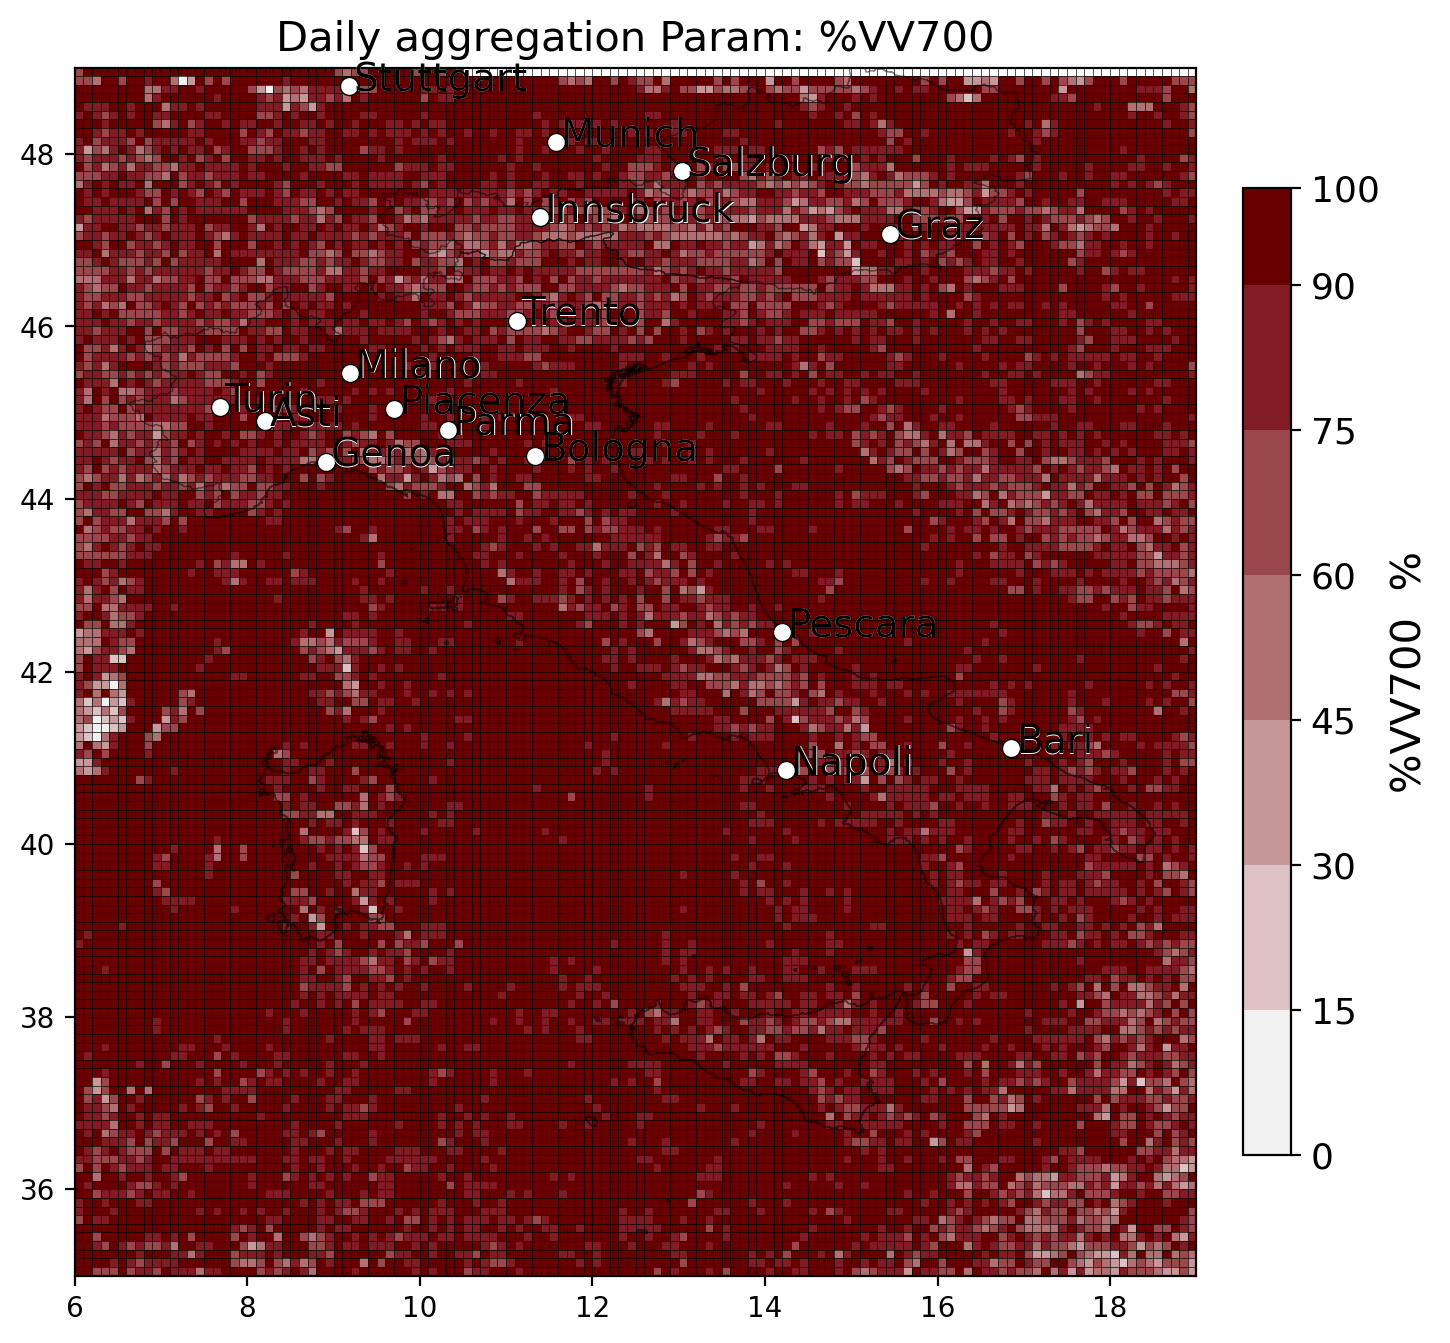 Daily aggregation Param: %VV700
Stuttgart
Munich
Salzburg
Innsbruck
Graz
Trento
Milano
Turin
Asti
Piacenza
Parma
Bologna
Genoa
Pescara
Bari
Napoli
48
46
44
42
40
38
36
6 8 10 12 14 16 18
100
90
75
60
45
30
15
0
%VV700 %